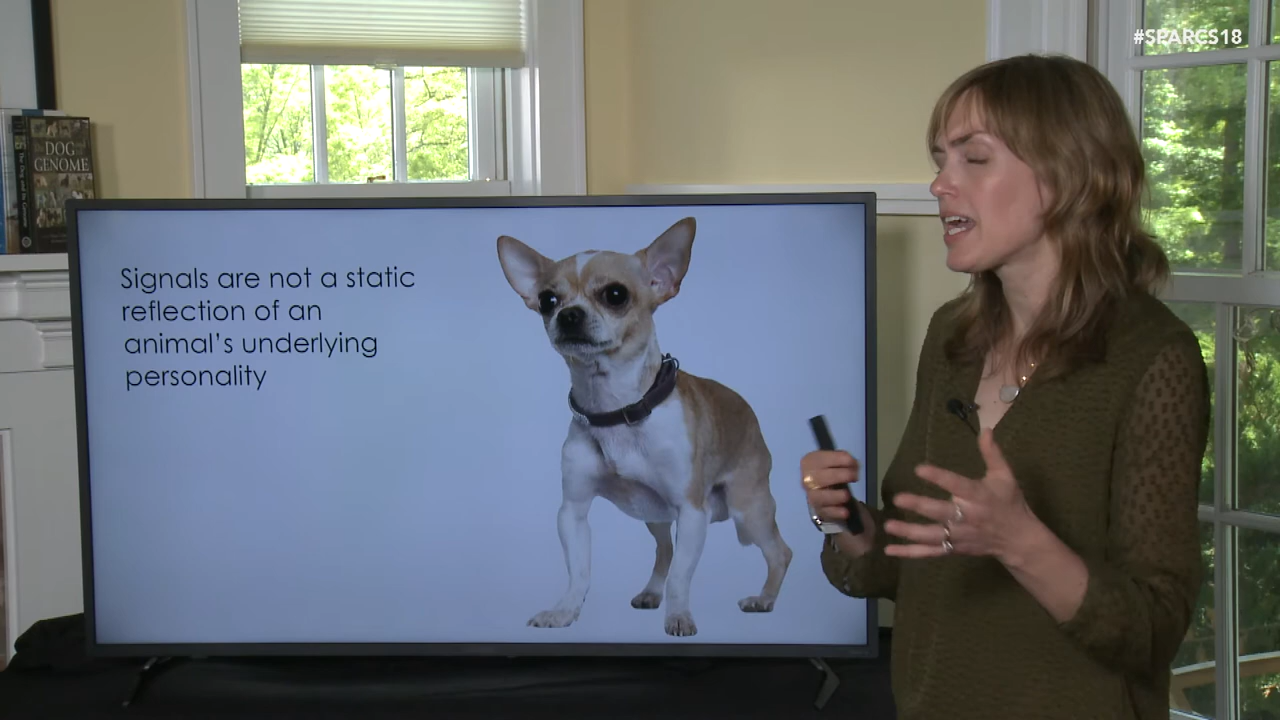 #SPARCS18
DOG
GENOME
Signals are not a static
reflection of an
animal's underlying
personality